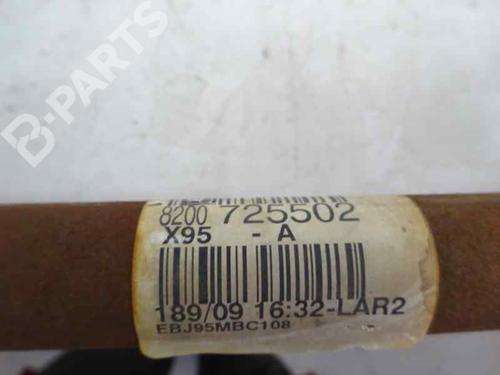 B-PARTS
8200 725502
X95 - A
189/09 16:32-LAR2
EBJ95MBC108